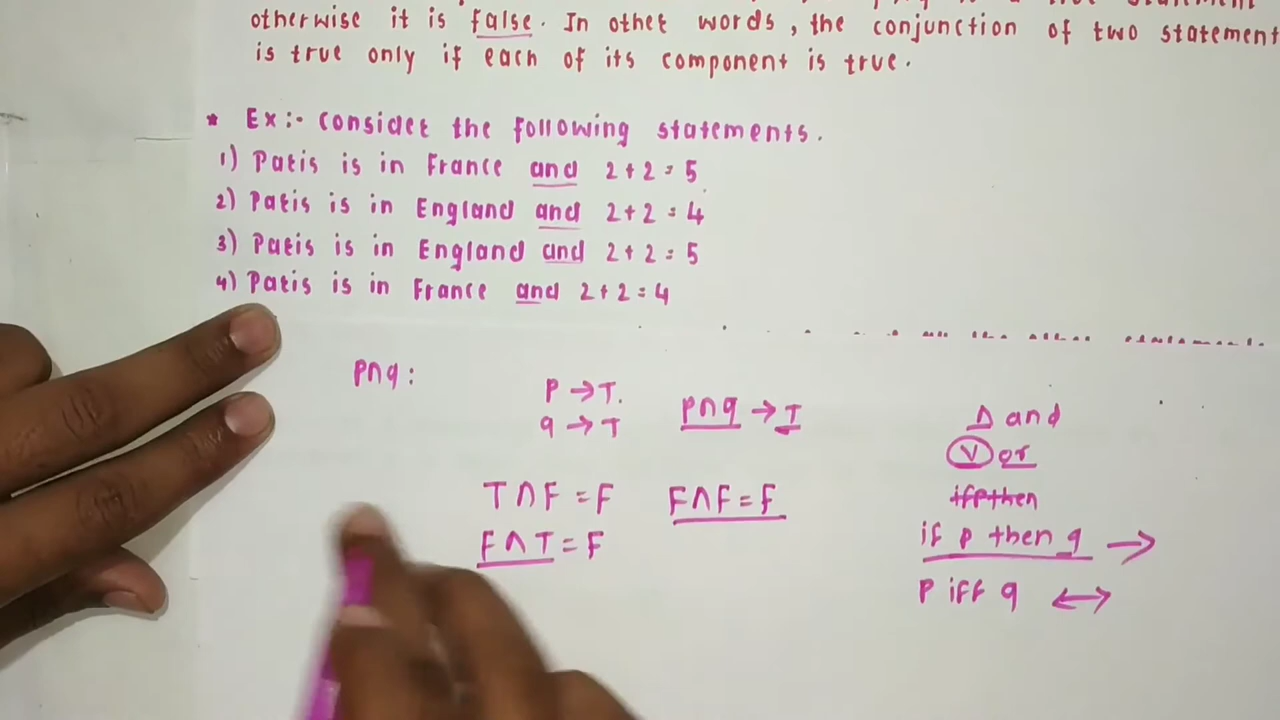 otherwise it is false. In other words, the conjunction of two statement
is true only if each of its component is true.
* Ex:- consider the following statements.
1) Paris is in France and 2+2=5
2) Paris is in England and 2+2=4
3) Paris is in England and 2+2=5
4) Paris is in France and 2+2=4
p∩q:
P→T.
q→T
p∩q→T
∆ and
V or
T∩F=F
F∩F=F
ifpthen
F∧T=F
if p then q →
P iff q ↔